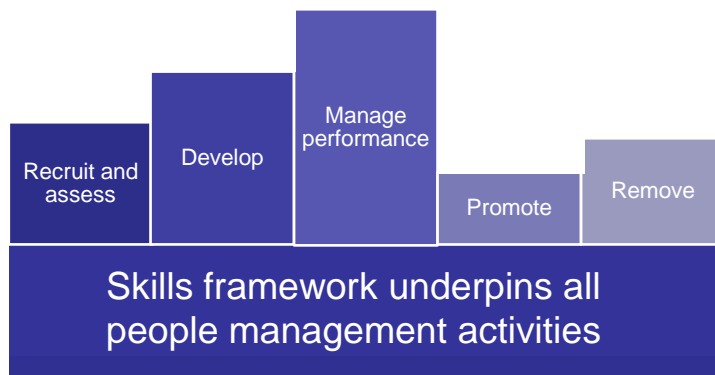 Recruit and
assess
Develop
Manage
performance
Promote
Remove
Skills framework underpins all
people management activities